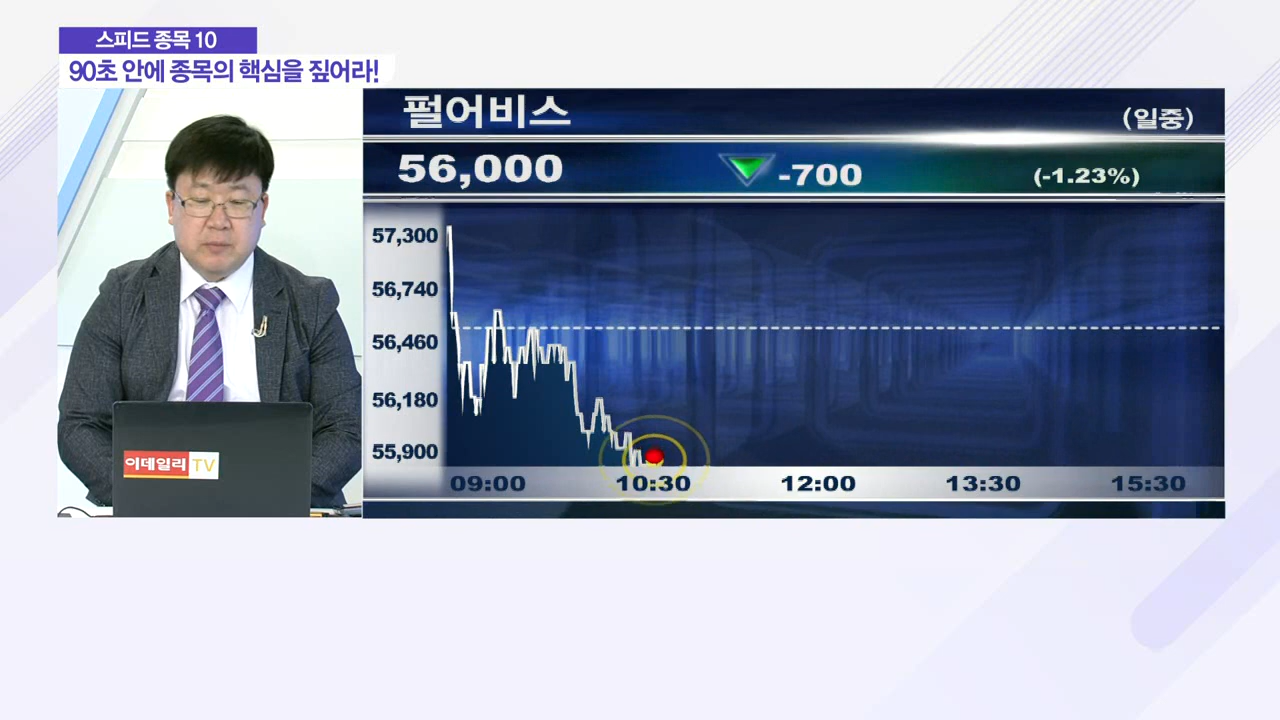 스피드 종목 10
90초 안에 종목의 핵심을 짚어라!
펄어비스
(일중)
56,000
-700
(-1.23%)
57,300
56,740
56,460
56,180
55,900
09:00
10:30
12:00
13:30
15:30
이데일리 TV